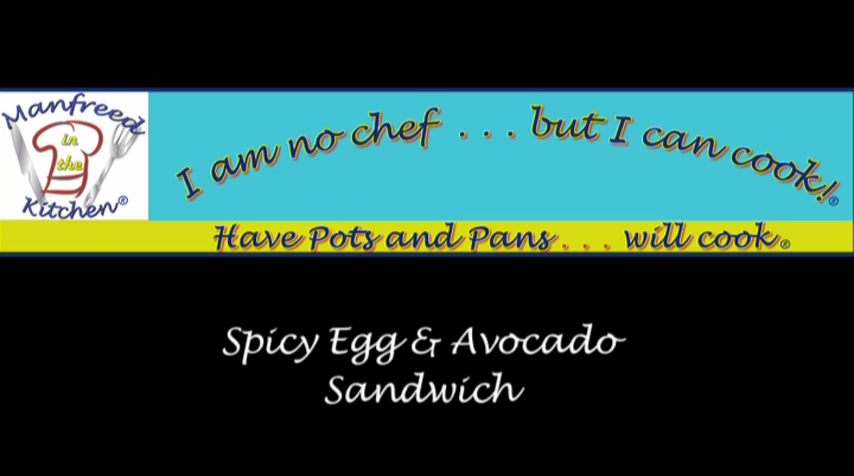 Manfreed
in
the
Kitchen®
I am no chef . . . but I can cook!®
Have Pots and Pans . . . will cook.®
Spicy Egg & Avocado
Sandwich